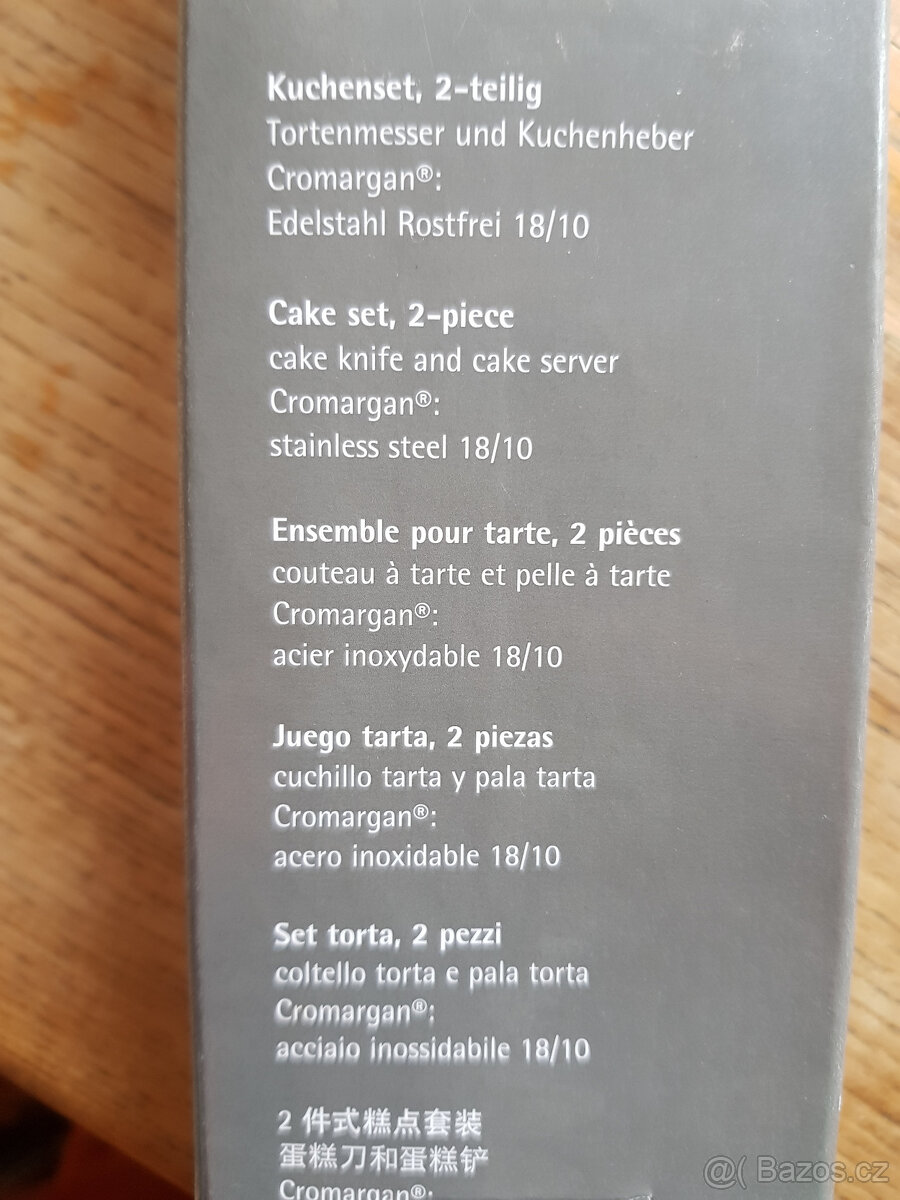 Kuchenset, 2-teilig
Tortenmesser und Kuchenheber
Cromargan®:
Edelstahl Rostfrei 18/10
Cake set, 2-piece
cake knife and cake server
Cromargan®:
stainless steel 18/10
Ensemble pour tarte, 2 pièces
couteau à tarte et pelle à tarte
Cromargan®:
acier inoxydable 18/10
Juego tarta, 2 piezas
cuchillo tarta y pala tarta
Cromargan®:
acero inoxidable 18/10
Set torta, 2 pezzi
coltello torta e pala torta
Cromargan®:
acciaio inossidabile 18/10
2 件式糕点套装
蛋糕刀和蛋糕铲
Cromargan®:
@( Bazos.cz